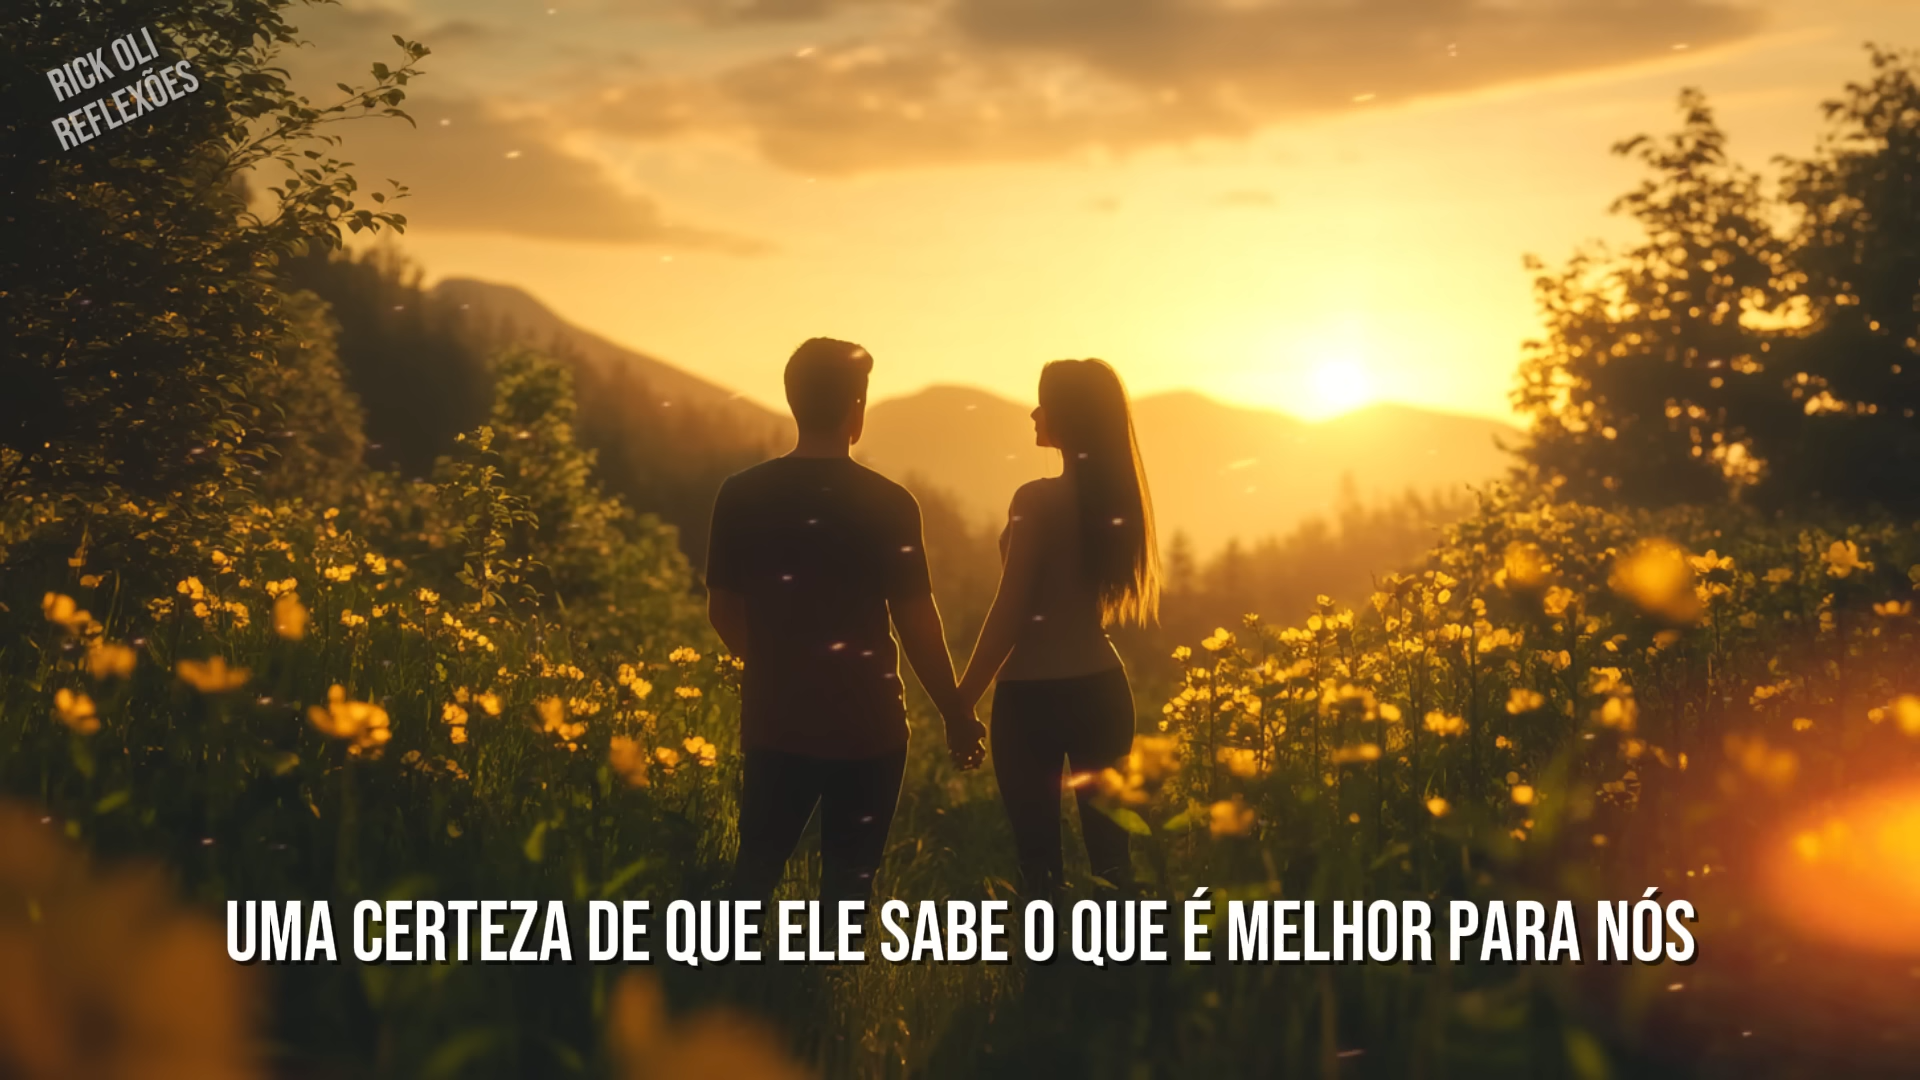 RICK OLI
REFLEXÕES
UMA CERTEZA DE QUE ELE SABE O QUE É MELHOR PARA NÓS